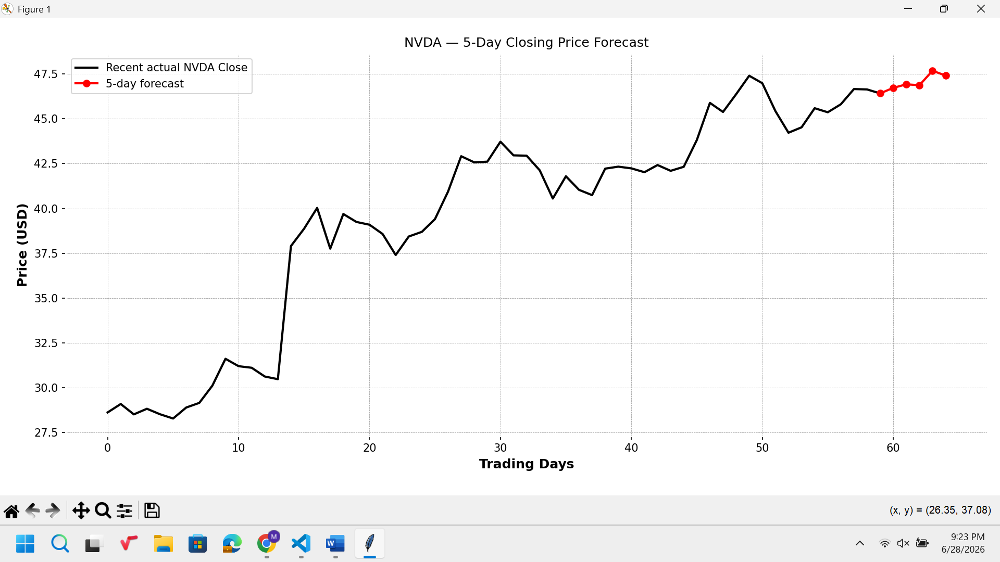 Figure 1
NVDA — 5-Day Closing Price Forecast
Recent actual NVDA Close
5-day forecast
Price (USD)
47.5
45.0
42.5
40.0
37.5
35.0
32.5
30.0
27.5
0 10 20 30 40 50 60
Trading Days
(x, y) = (26.35, 37.08)
M
W
9:23 PM
6/28/2026